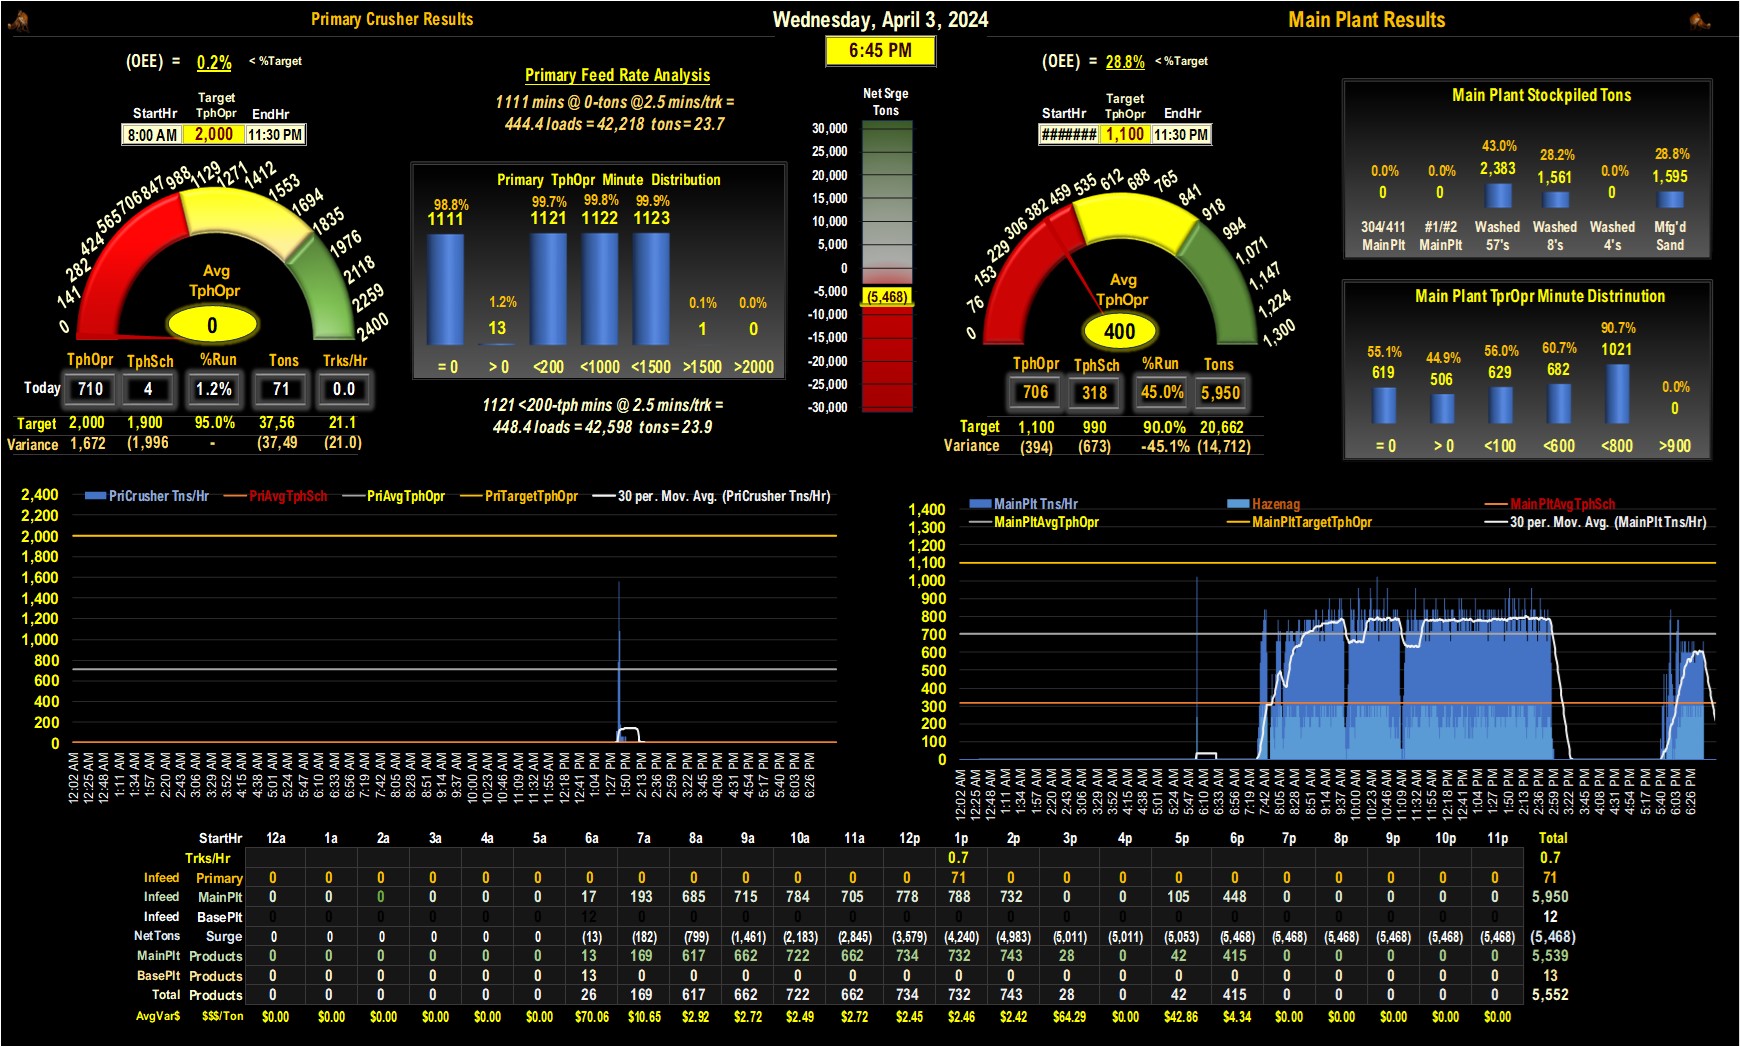 Primary Crusher Results
Wednesday, April 3, 2024
Main Plant Results
6:45 PM
(OEE) = 0.2% < %Target
StartHr Target TphOpr EndHr
8:00 AM 2,000 11:30 PM
0 141 282 424 565 706 847 988 1129 1271 1412 1553 1694 1835 1976 2118 2259 2400
Avg
TphOpr
0
TphOpr TphSch %Run Tons Trks/Hr
Today 710 4 1.2% 71 0.0
Target 2,000 1,900 95.0% 37,56 21.1
Variance 1,672 (1,996 - (37,49 (21.0)
Primary Feed Rate Analysis
1111 mins @ 0-tons @2.5 mins/trk =
444.4 loads = 42,218 tons = 23.7
Primary TphOpr Minute Distribution
98.8% 1.2% 99.7% 99.8% 99.9% 0.1% 0.0%
1111 13 1121 1122 1123 1 0
= 0 > 0 <200 <1000 <1500 >1500 >2000
1121 <200-tph mins @ 2.5 mins/trk =
448.4 loads = 42,598 tons = 23.9
Net Srge
Tons
30,000
25,000
20,000
15,000
10,000
5,000
0
-5,000
(5,468)
-10,000
-15,000
-20,000
-25,000
-30,000
(OEE) = 28.8% < %Target
StartHr Target TphOpr EndHr
####### 1,100 11:30 PM
0 76 153 229 306 382 459 535 612 688 765 841 918 994 1,071 1,147 1,224 1,300
Avg
TphOpr
400
TphOpr TphSch %Run Tons
706 318 45.0% 5,950
Target 1,100 990 90.0% 20,662
Variance (394) (673) -45.1% (14,712)
Main Plant Stockpiled Tons
0.0% 0.0% 43.0% 28.2% 0.0% 28.8%
0 0 2,383 1,561 0 1,595
304/411 #1/#2 Washed Washed Washed Mfg'd
MainPlt MainPlt 57's 8's 4's Sand
Main Plant TprOpr Minute Distrinution
55.1% 44.9% 56.0% 60.7% 90.7% 0.0%
619 506 629 682 1021 0
= 0 > 0 <100 <600 <800 >900
PriCrusher Tns/Hr PriAvgTphSch PriAvgTphOpr PriTargetTphOpr 30 per. Mov. Avg. (PriCrusher Tns/Hr)
2,400
2,200
2,000
1,800
1,600
1,400
1,200
1,000
800
600
400
200
0
12:02 AM 12:25 AM 12:48 AM 1:11 AM 1:34 AM 1:57 AM 2:20 AM 2:43 AM 3:06 AM 3:29 AM 3:52 AM 4:15 AM 4:38 AM 5:01 AM 5:24 AM 5:47 AM 6:10 AM 6:33 AM 6:56 AM 7:19 AM 7:42 AM 8:05 AM 8:28 AM 8:51 AM 9:14 AM 9:37 AM 10:00 AM 10:23 AM 10:46 AM 11:09 AM 11:32 AM 11:55 AM 12:18 PM 12:41 PM 1:04 PM 1:27 PM 1:50 PM 2:13 PM 2:36 PM 2:59 PM 3:22 PM 3:45 PM 4:08 PM 4:31 PM 4:54 PM 5:17 PM 5:40 PM 6:03 PM 6:26 PM
MainPlt Tns/Hr Hazenag MainPltAvgTphSch
MainPltAvgTphOpr MainPltTargetTphOpr 30 per. Mov. Avg. (MainPlt Tns/Hr)
1,400
1,300
1,200
1,100
1,000
900
800
700
600
500
400
300
200
100
0
12:02 AM 12:25 AM 12:48 AM 1:11 AM 1:34 AM 1:57 AM 2:20 AM 2:43 AM 3:06 AM 3:29 AM 3:52 AM 4:15 AM 4:38 AM 5:01 AM 5:24 AM 5:47 AM 6:10 AM 6:33 AM 6:56 AM 7:19 AM 7:42 AM 8:05 AM 8:28 AM 8:51 AM 9:14 AM 9:37 AM 10:00 AM 10:23 AM 10:46 AM 11:09 AM 11:32 AM 11:55 AM 12:18 PM 12:41 PM 1:04 PM 1:27 PM 1:50 PM 2:13 PM 2:36 PM 2:59 PM 3:22 PM 3:45 PM 4:08 PM 4:31 PM 4:54 PM 5:17 PM 5:40 PM 6:03 PM 6:26 PM
StartHr 12a 1a 2a 3a 4a 5a 6a 7a 8a 9a 10a 11a 12p 1p 2p 3p 4p 5p 6p 7p 8p 9p 10p 11p Total
Trks/Hr 0.7 0.7
Infeed Primary 0 0 0 0 0 0 0 0 0 0 0 0 0 71 0 0 0 0 0 0 0 0 0 0 71
Infeed MainPlt 0 0 0 0 0 0 17 193 685 715 784 705 778 788 732 0 0 105 448 0 0 0 0 0 5,950
Infeed BasePlt 0 0 0 0 0 0 12 0 0 0 0 0 0 0 0 0 0 0 0 0 0 0 0 0 12
NetTons Surge 0 0 0 0 0 0 (13) (182) (799) (1,461) (2,183) (2,845) (3,579) (4,240) (4,983) (5,011) (5,011) (5,053) (5,468) (5,468) (5,468) (5,468) (5,468) (5,468) (5,468)
MainPlt Products 0 0 0 0 0 0 13 169 617 662 722 662 734 732 743 28 0 42 415 0 0 0 0 0 5,539
BasePlt Products 0 0 0 0 0 0 13 0 0 0 0 0 0 0 0 0 0 0 0 0 0 0 0 0 13
Total Products 0 0 0 0 0 0 26 169 617 662 722 662 734 732 743 28 0 42 415 0 0 0 0 0 5,552
AvgVar$ $$$/Ton $0.00 $0.00 $0.00 $0.00 $0.00 $0.00 $70.06 $10.65 $2.92 $2.72 $2.49 $2.72 $2.45 $2.46 $2.42 $64.29 $0.00 $42.86 $4.34 $0.00 $0.00 $0.00 $0.00 $0.00